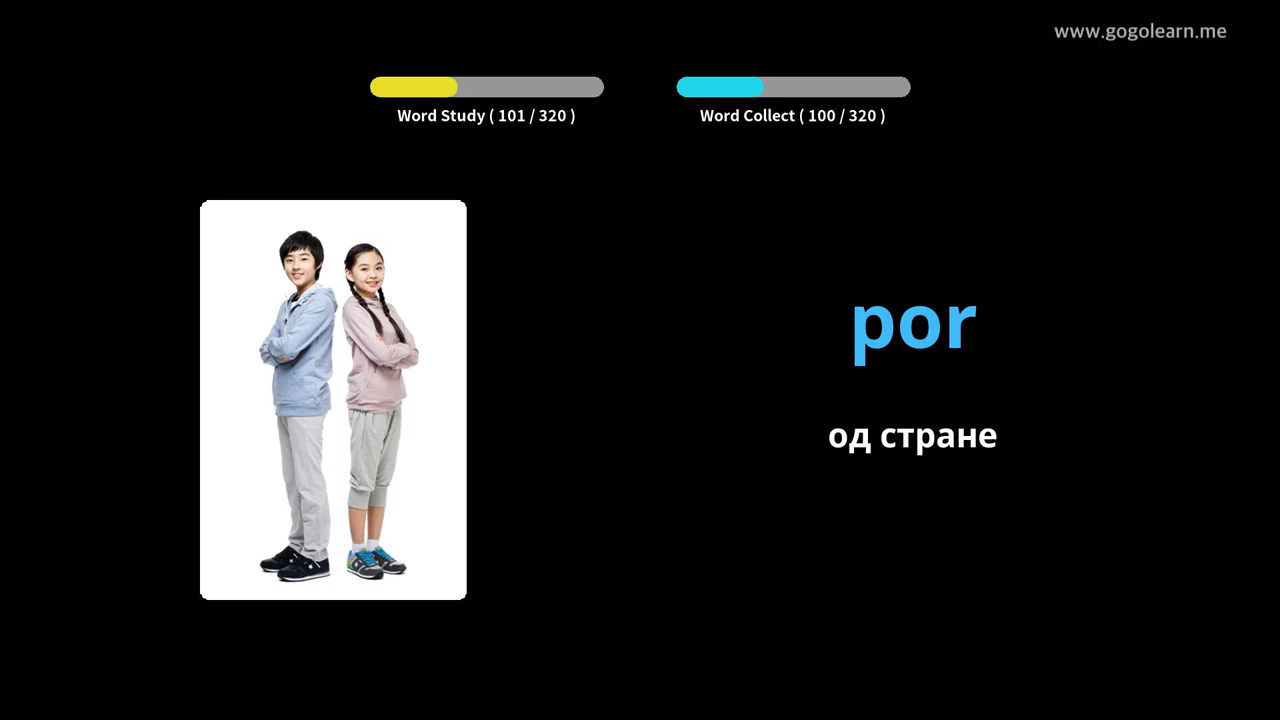 www.gogolearn.me
Word Study ( 101 / 320 )
Word Collect ( 100 / 320 )
por
од стране